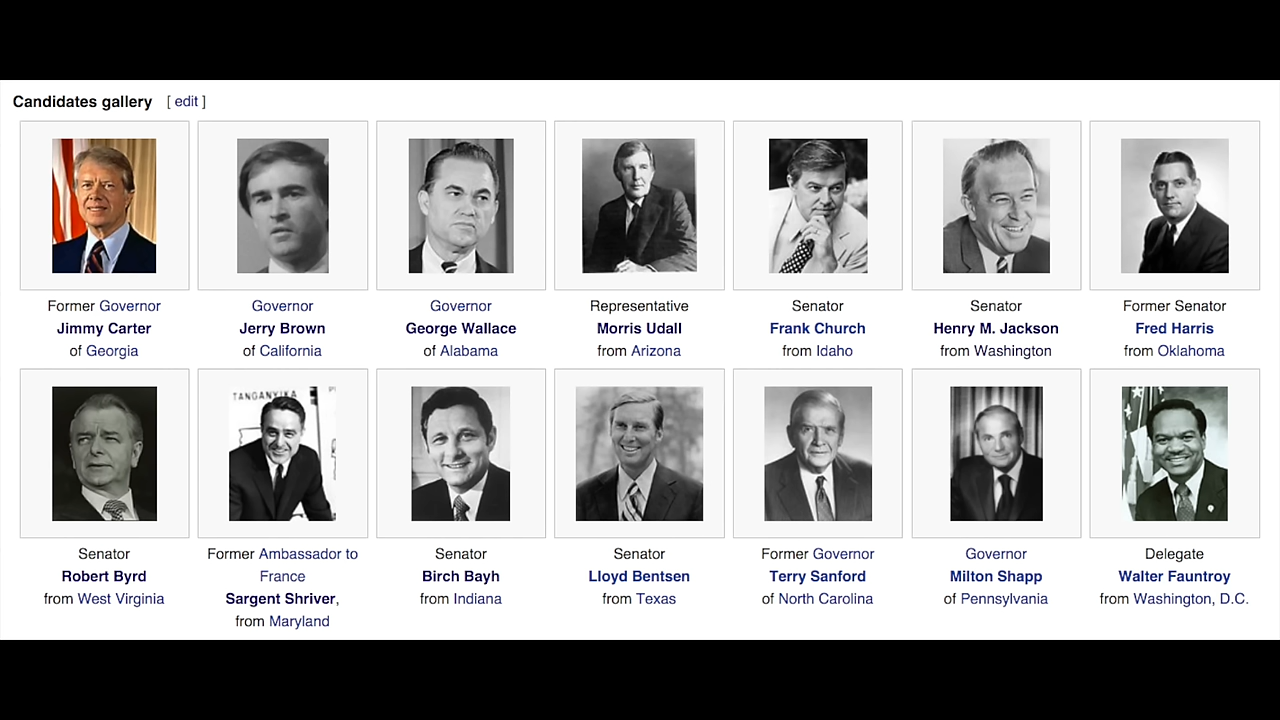 Candidates gallery [ edit ]
Former Governor
Jimmy Carter
of Georgia
Governor
Jerry Brown
of California
Governor
George Wallace
of Alabama
Representative
Morris Udall
from Arizona
Senator
Frank Church
from Idaho
Senator
Henry M. Jackson
from Washington
Former Senator
Fred Harris
from Oklahoma
TANGANYIKA
Senator
Robert Byrd
from West Virginia
Former Ambassador to
France
Sargent Shriver,
from Maryland
Senator
Birch Bayh
from Indiana
Senator
Lloyd Bentsen
from Texas
Former Governor
Terry Sanford
of North Carolina
Governor
Milton Shapp
of Pennsylvania
Delegate
Walter Fauntroy
from Washington, D.C.